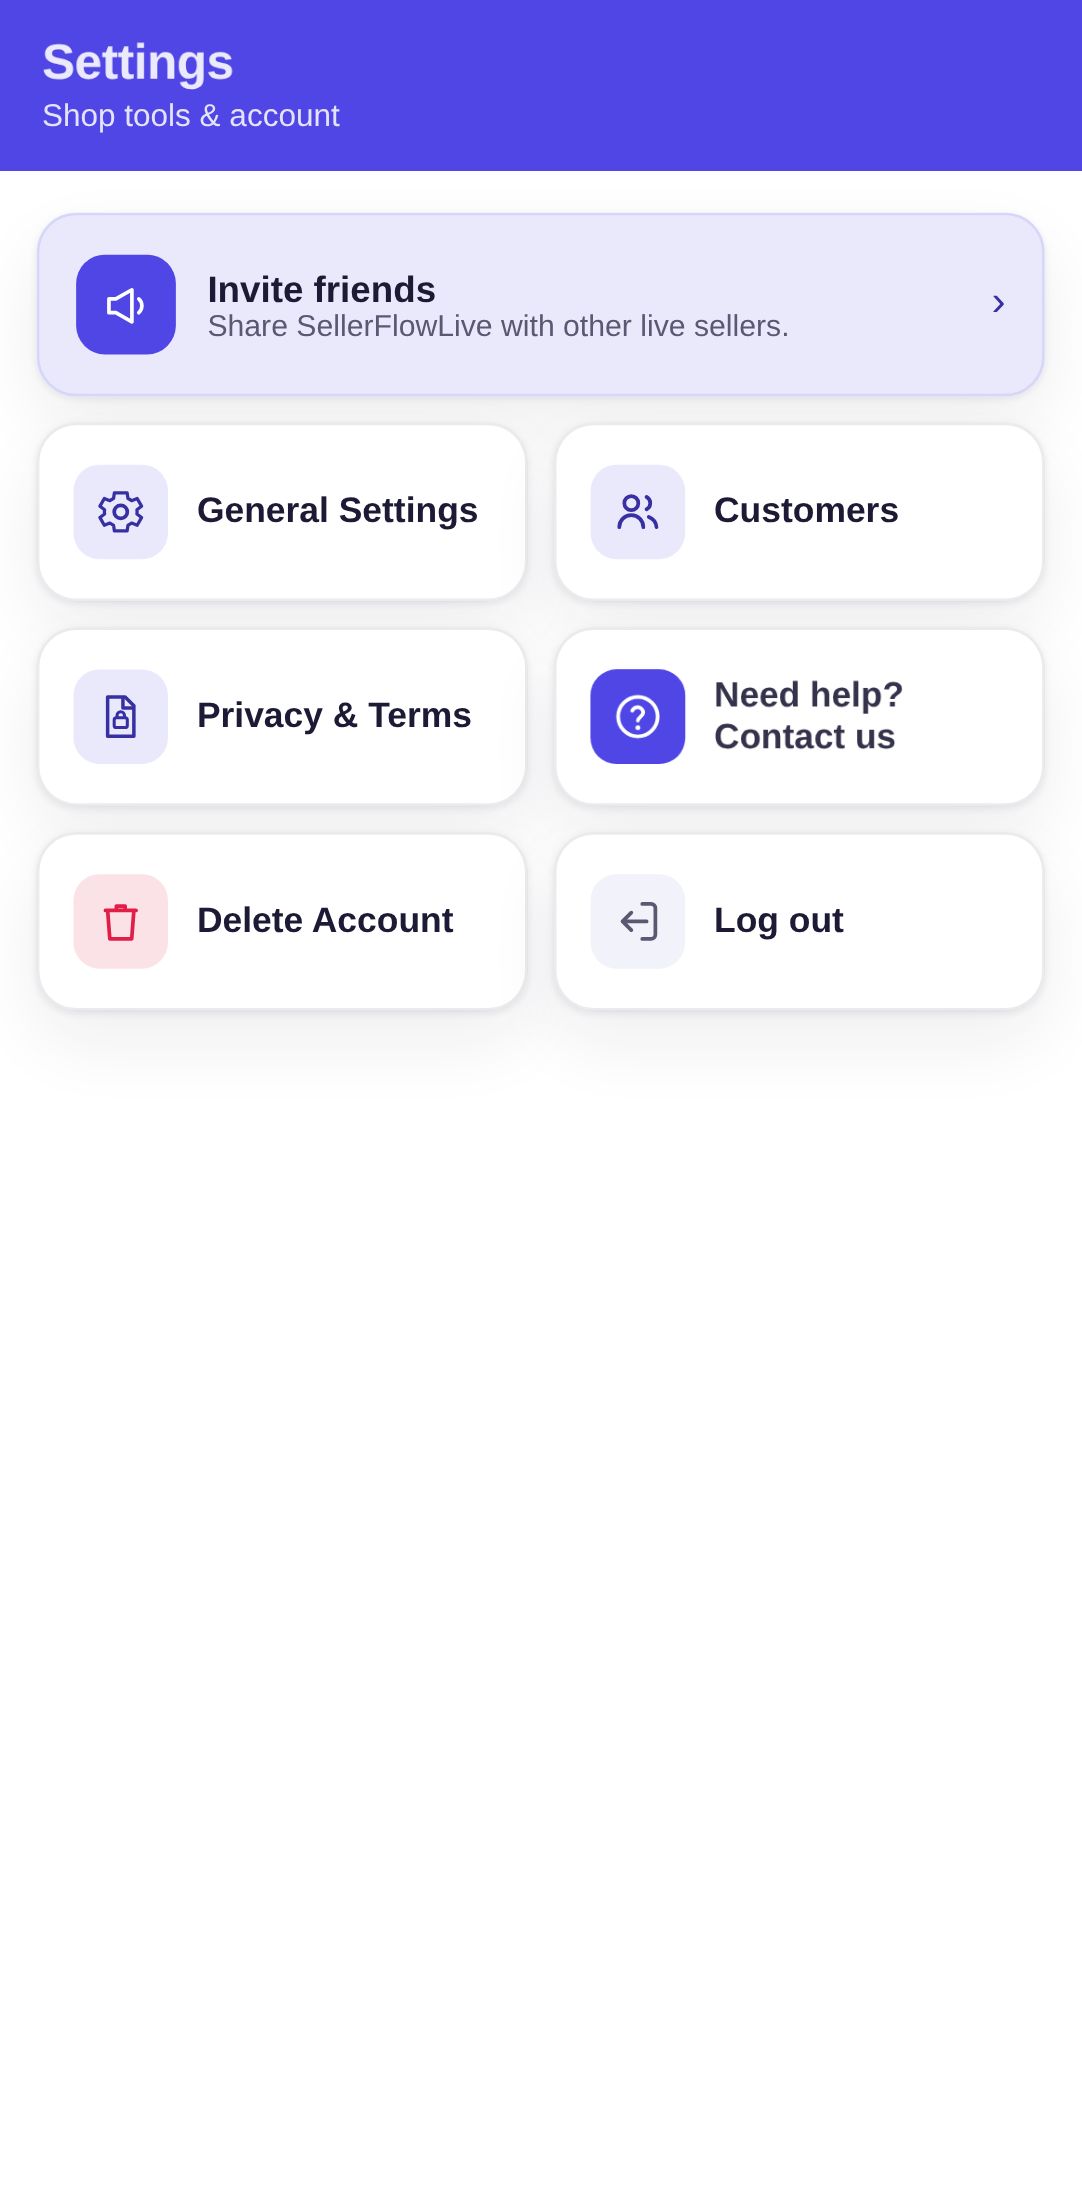 Settings
Shop tools & account
Invite friends
Share SellerFlowLive with other live sellers.
General Settings
Customers
Privacy & Terms
Need help?
Contact us
Delete Account
Log out